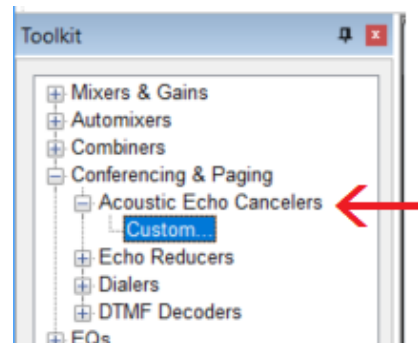 Toolkit
Mixers & Gains
Automixers
Combiners
Conferencing & Paging
Acoustic Echo Cancelers
Custom...
Echo Reducers
Dialers
DTMF Decoders
EQs